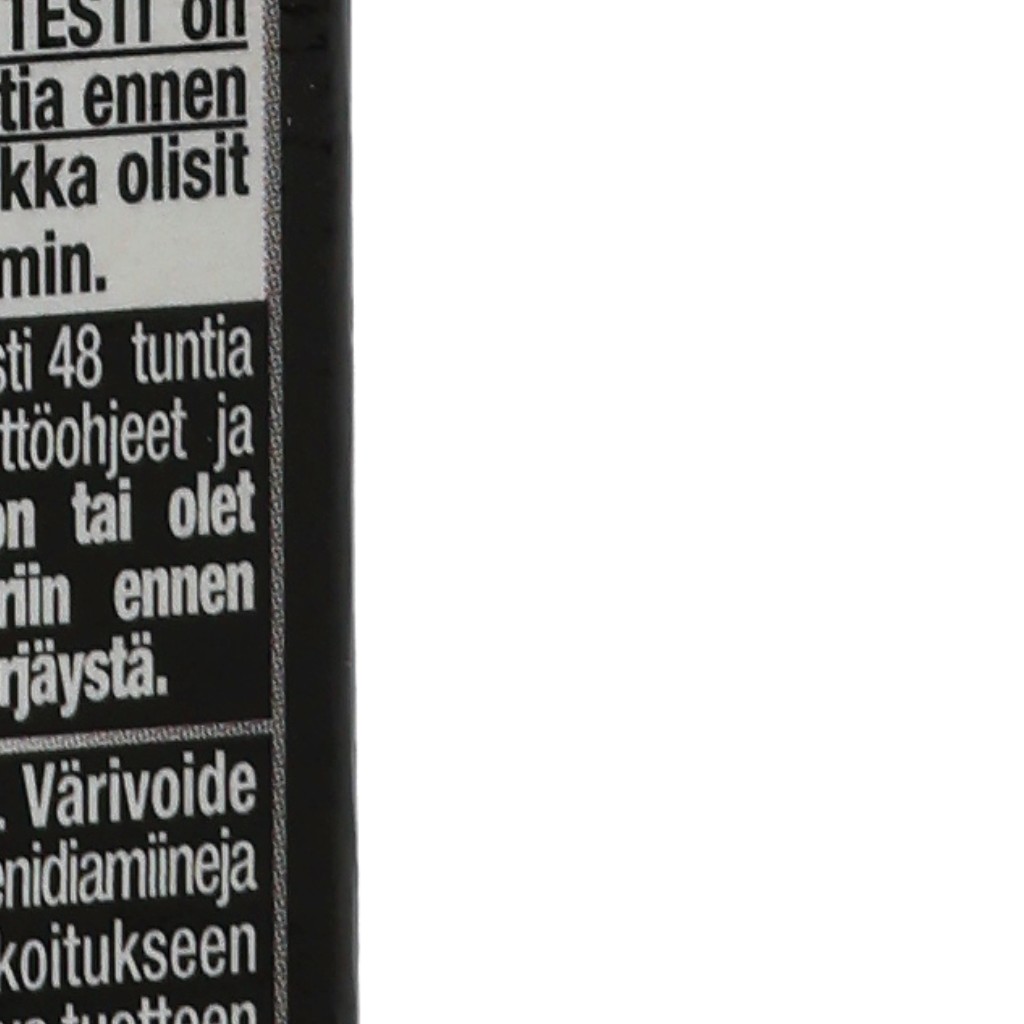 TESTI on
tia ennen
kka olisit
min.
sti 48 tuntia
ttöohjeet ja
on tai olet
riin ennen
rjäystä.
. Värivoide
enidiamiineja
koitukseen
tuotteen